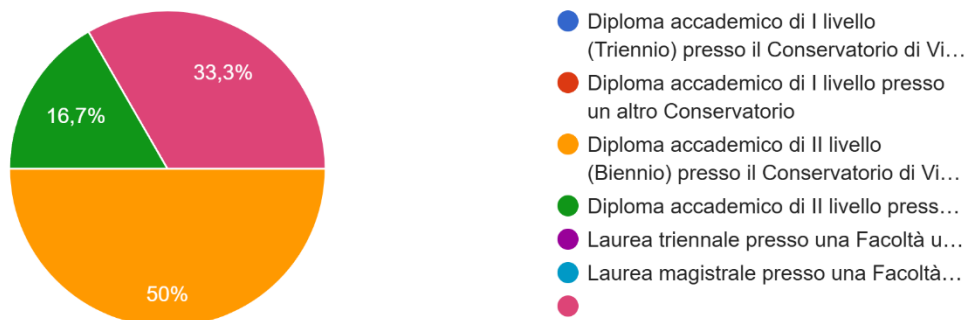 33,3%
16,7%
50%
Diploma accademico di I livello
(Triennio) presso il Conservatorio di Vi…
Diploma accademico di I livello presso
un altro Conservatorio
Diploma accademico di II livello
(Biennio) presso il Conservatorio di Vi…
Diploma accademico di II livello press…
Laurea triennale presso una Facoltà u…
Laurea magistrale presso una Facoltà…